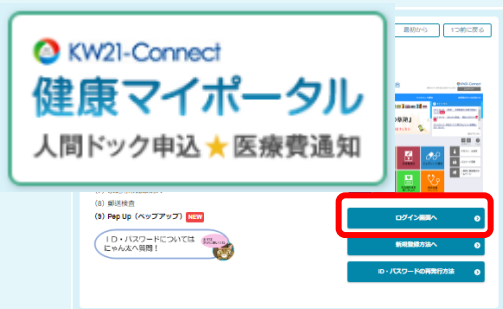 KW21-Connect
健康マイポータル
人間ドック申込★医療費通知
最初から
1つ前に戻る
(8) 郵送検査
(9) Pep Up（ペップアップ） NEW
ログイン画面へ
ID・パスワードについては
にゃん太へ質問！
新規登録方法へ
ID・パスワードの再発行方法